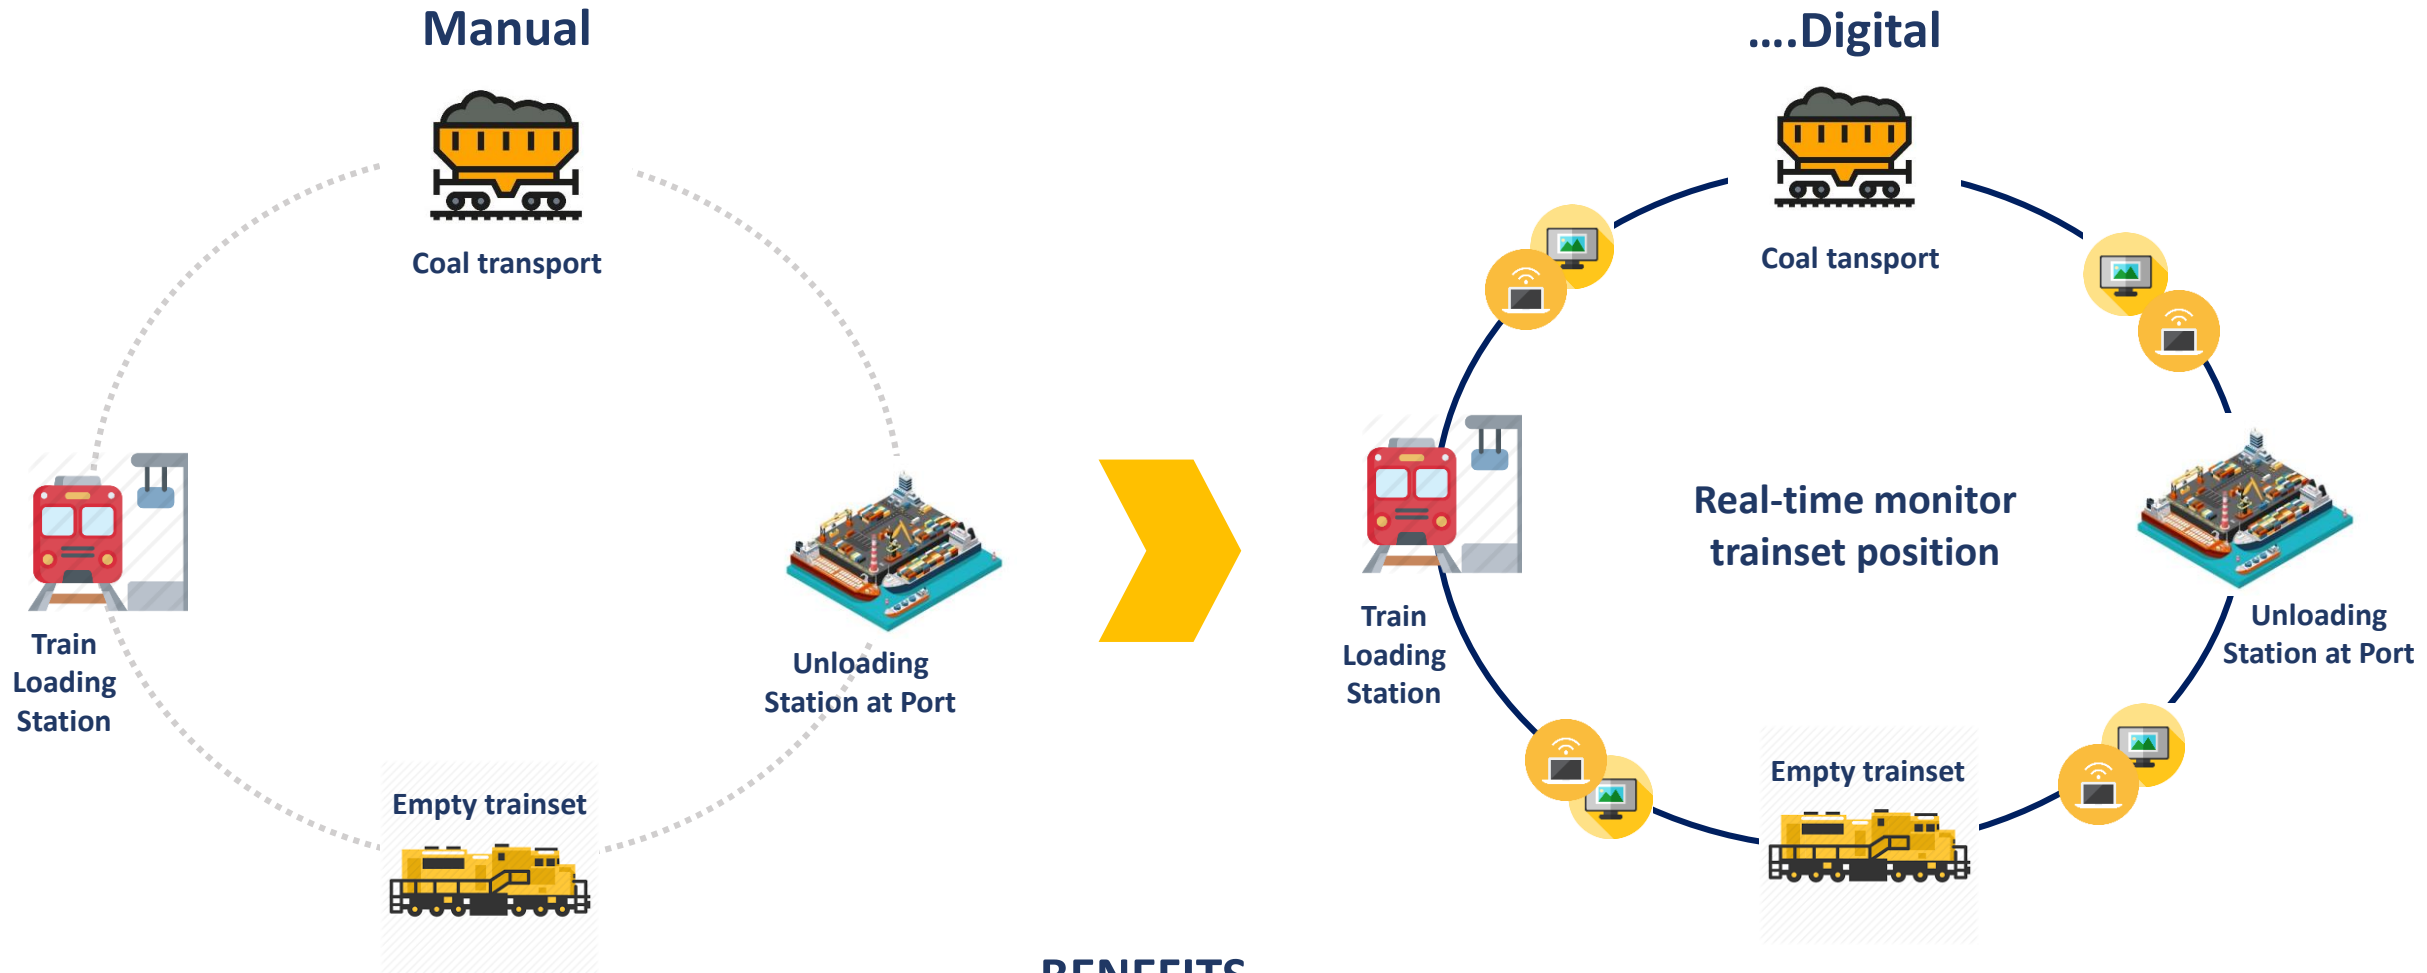 Manual
Coal transport
Train
Loading
Station
Unloading
Station at Port
Empty trainset
....Digital
Coal tansport
Real-time monitor
trainset position
Train
Loading
Station
Unloading
Station at Port
Empty trainset
BENEFITS